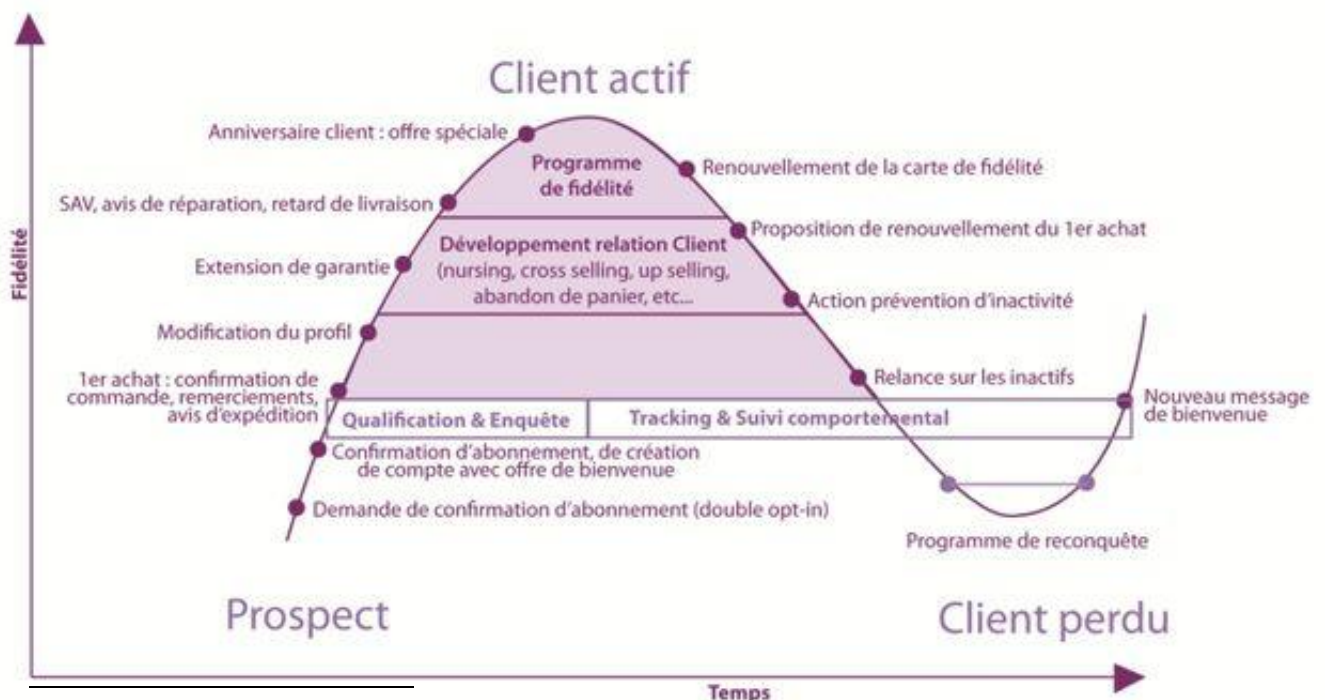 Client actif
Anniversaire client : offre spéciale
Programme
de fidélité
Renouvellement de la carte de fidélité
SAV, avis de réparation, retard de livraison
Proposition de renouvellement du 1er achat
Développement relation Client
(nursing, cross selling, up selling,
abandon de panier, etc...
Extension de garantie
Action prévention d'inactivité
Fidélité
Modification du profil
1er achat : confirmation de
commande, remerciements,
avis d'expédition
Relance sur les inactifs
Nouveau message
de bienvenue
Qualification & Enquête
Tracking & Suivi comportemental
Confirmation d'abonnement, de création
de compte avec offre de bienvenue
Demande de confirmation d'abonnement (double opt-in)
Programme de reconquête
Prospect
Client perdu
Temps